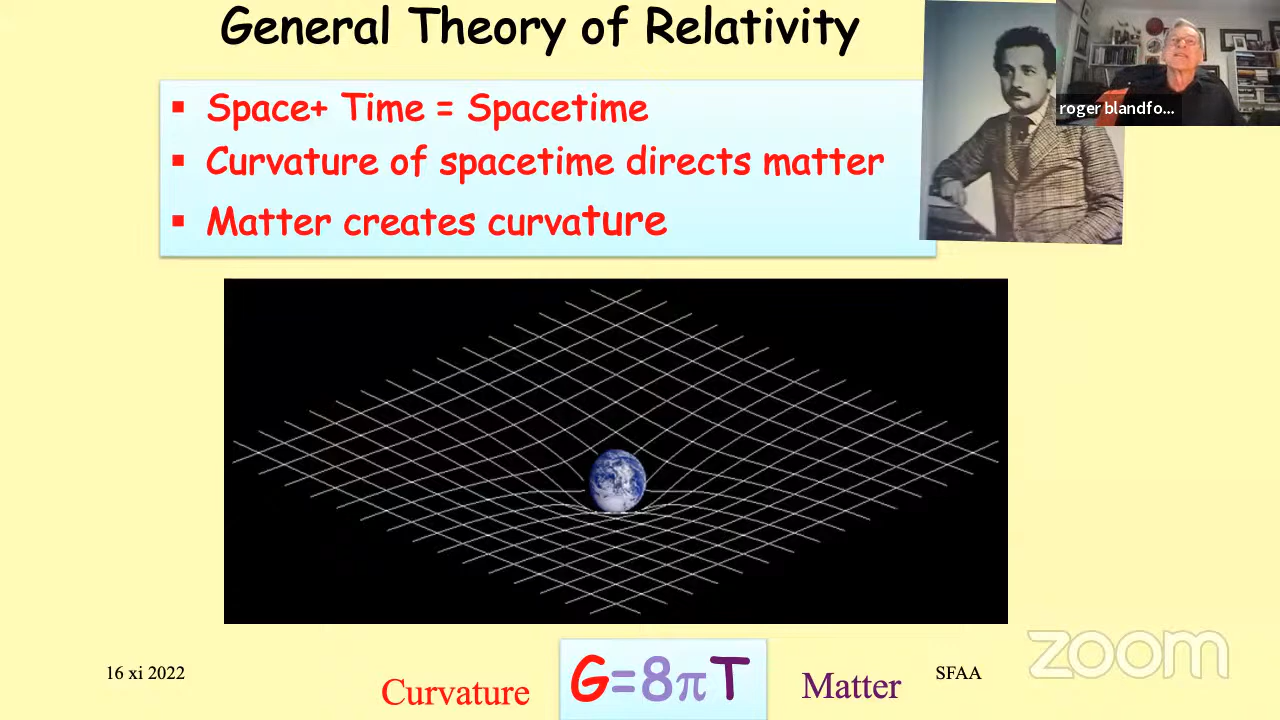 General Theory of Relativity
roger blandfo...
▪ Space+ Time = Spacetime
▪ Curvature of spacetime directs matter
▪ Matter creates curvature
16 xi 2022
Curvature
G=8πT
Matter
SFAA
zoom